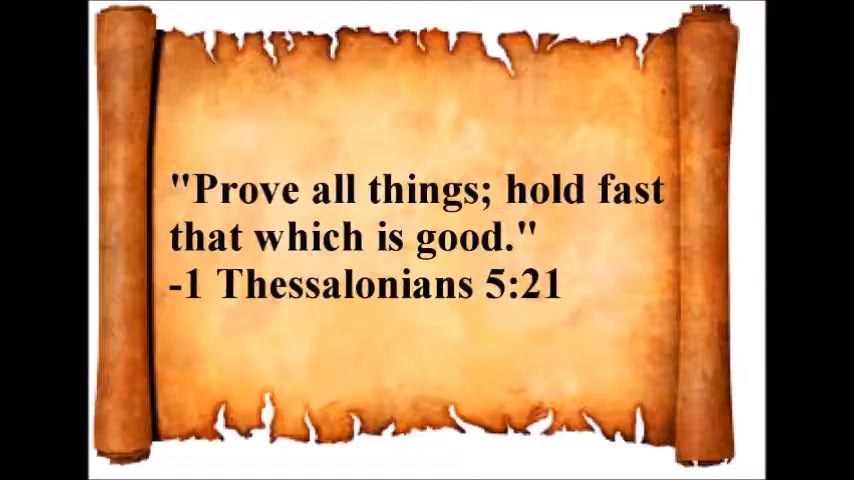 "Prove all things; hold fast
that which is good."
-1 Thessalonians 5:21